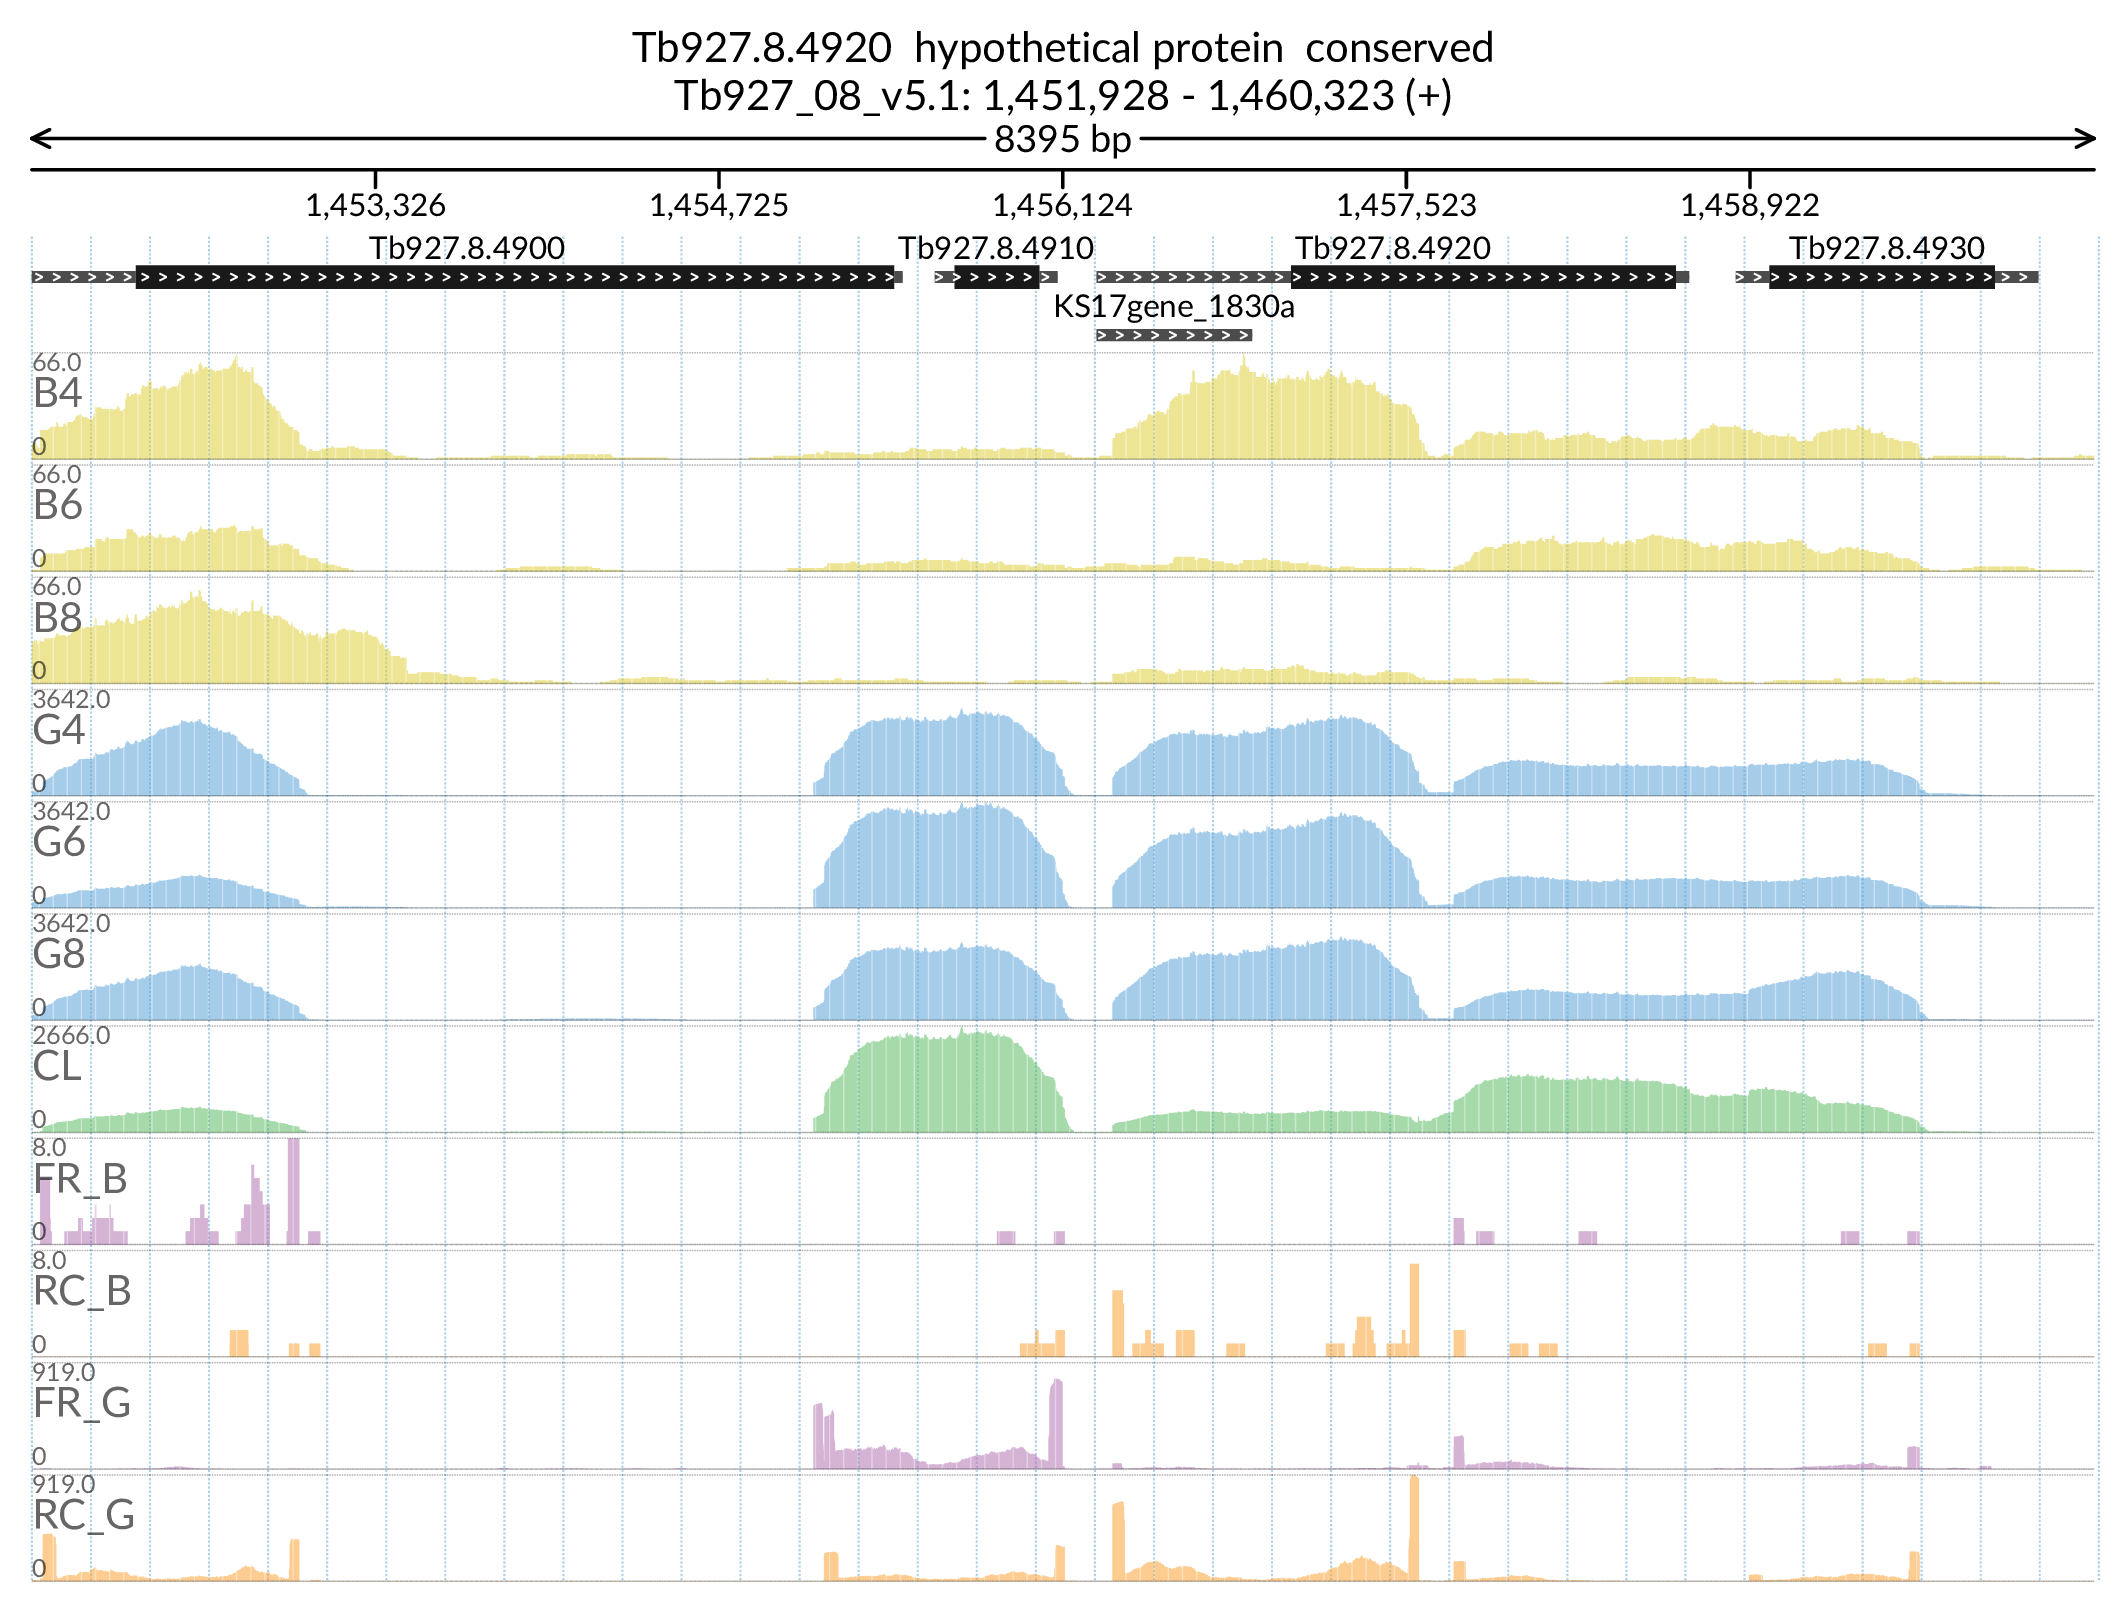 Tb927.8.4920 hypothetical protein conserved
Tb927_08_v5.1: 1,451,928 - 1,460,323 (+)
8395 bp
1,453,326 1,454,725 1,456,124 1,457,523 1,458,922
Tb927.8.4900 Tb927.8.4910 Tb927.8.4920 Tb927.8.4930
KS17gene_1830a
66.0
B4
0
66.0
B6
0
66.0
B8
0
3642.0
G4
0
3642.0
G6
0
3642.0
G8
0
2666.0
CL
0
8.0
FR_B
0
8.0
RC_B
0
919.0
FR_G
0
919.0
RC_G
0